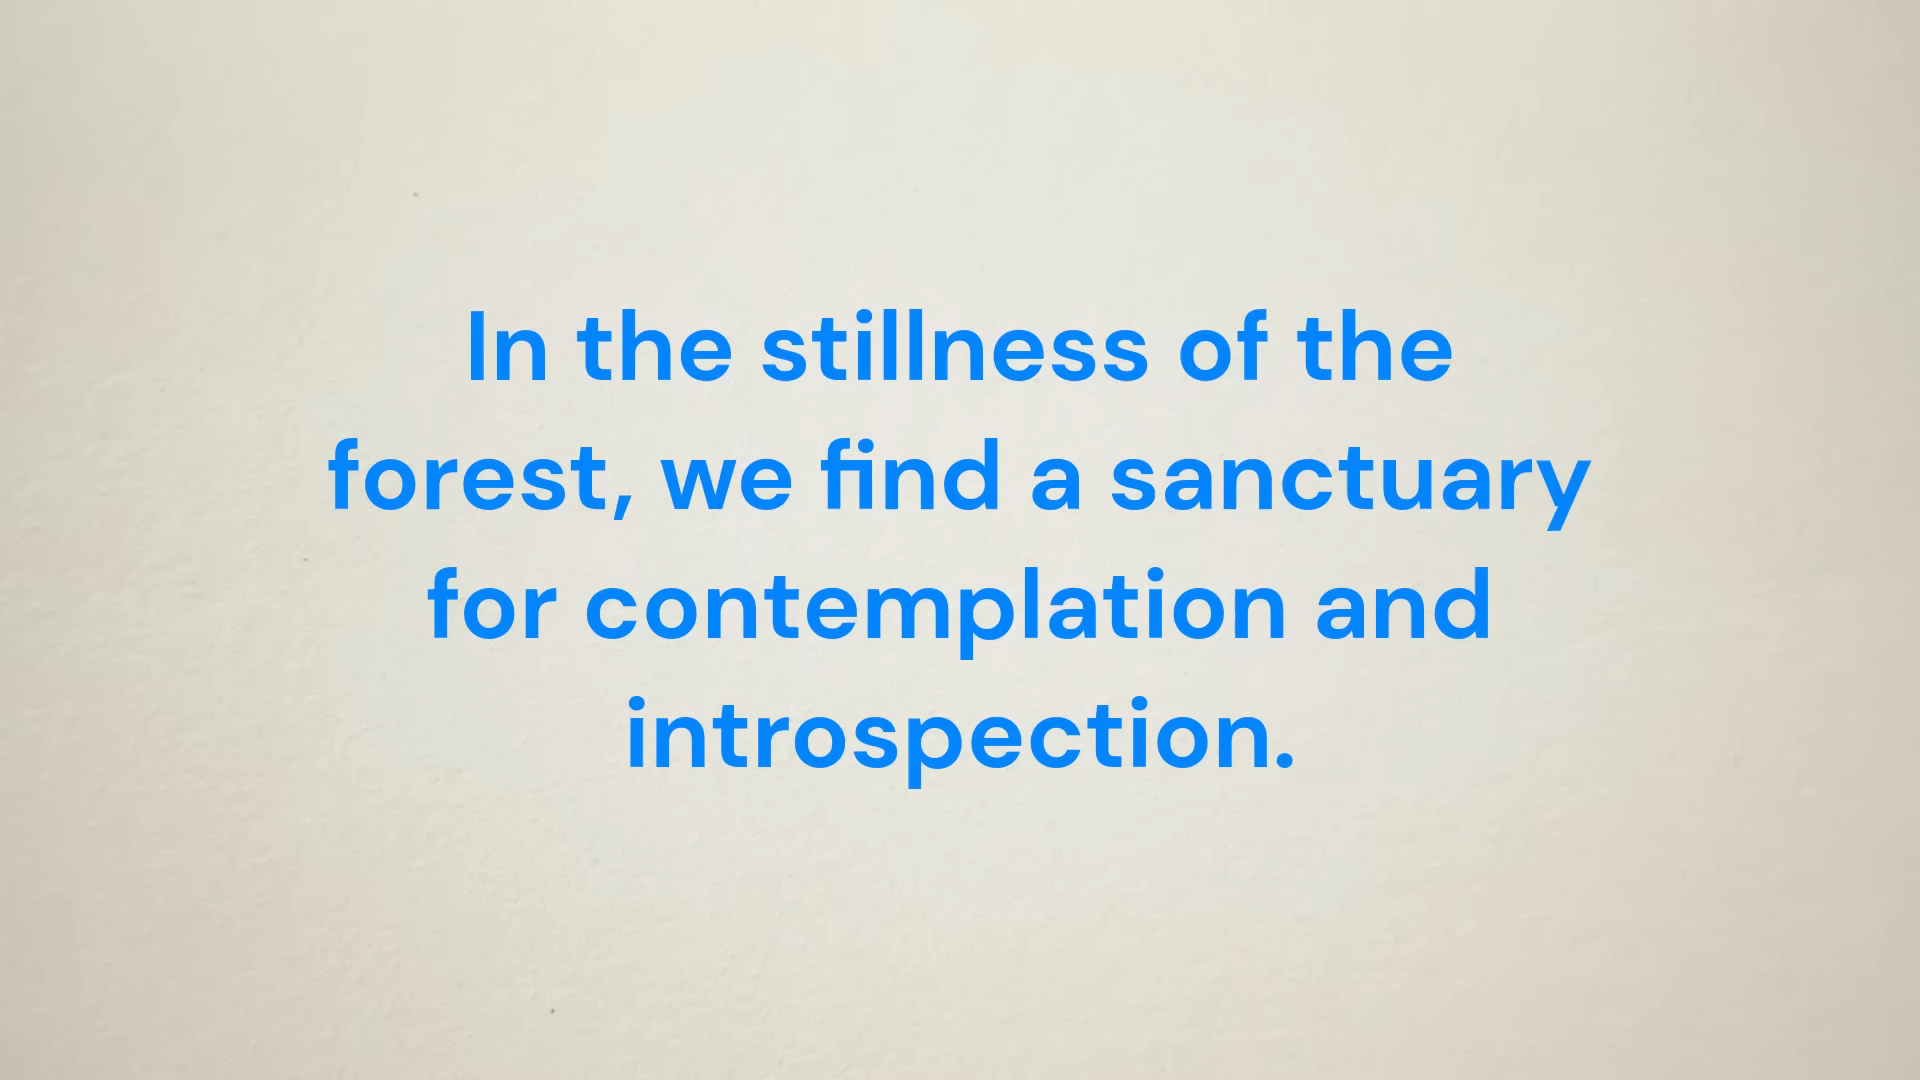 In the stillness of the
forest, we find a sanctuary
for contemplation and
introspection.